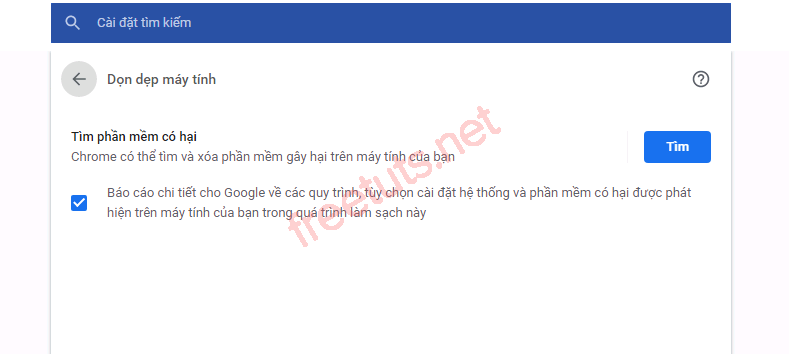 Cài đặt tìm kiếm
Dọn dẹp máy tính
Tìm phần mềm có hại
Chrome có thể tìm và xóa phần mềm gây hại trên máy tính của bạn
Tìm
Báo cáo chi tiết cho Google về các quy trình, tùy chọn cài đặt hệ thống và phần mềm có hại được phát
hiện trên máy tính của bạn trong quá trình làm sạch này
freetuts.net